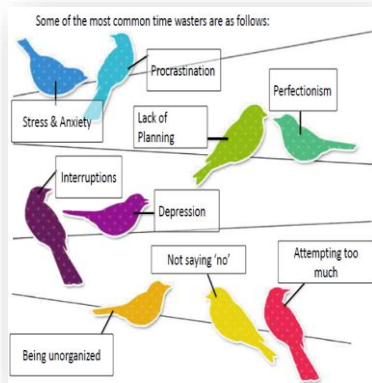 Some of the most common time wasters are as follows:
Procrastination
Stress & Anxiety
Lack of
Planning
Perfectionism
Interruptions
Depression
Not saying ‘no’
Attempting too
much
Being unorganized